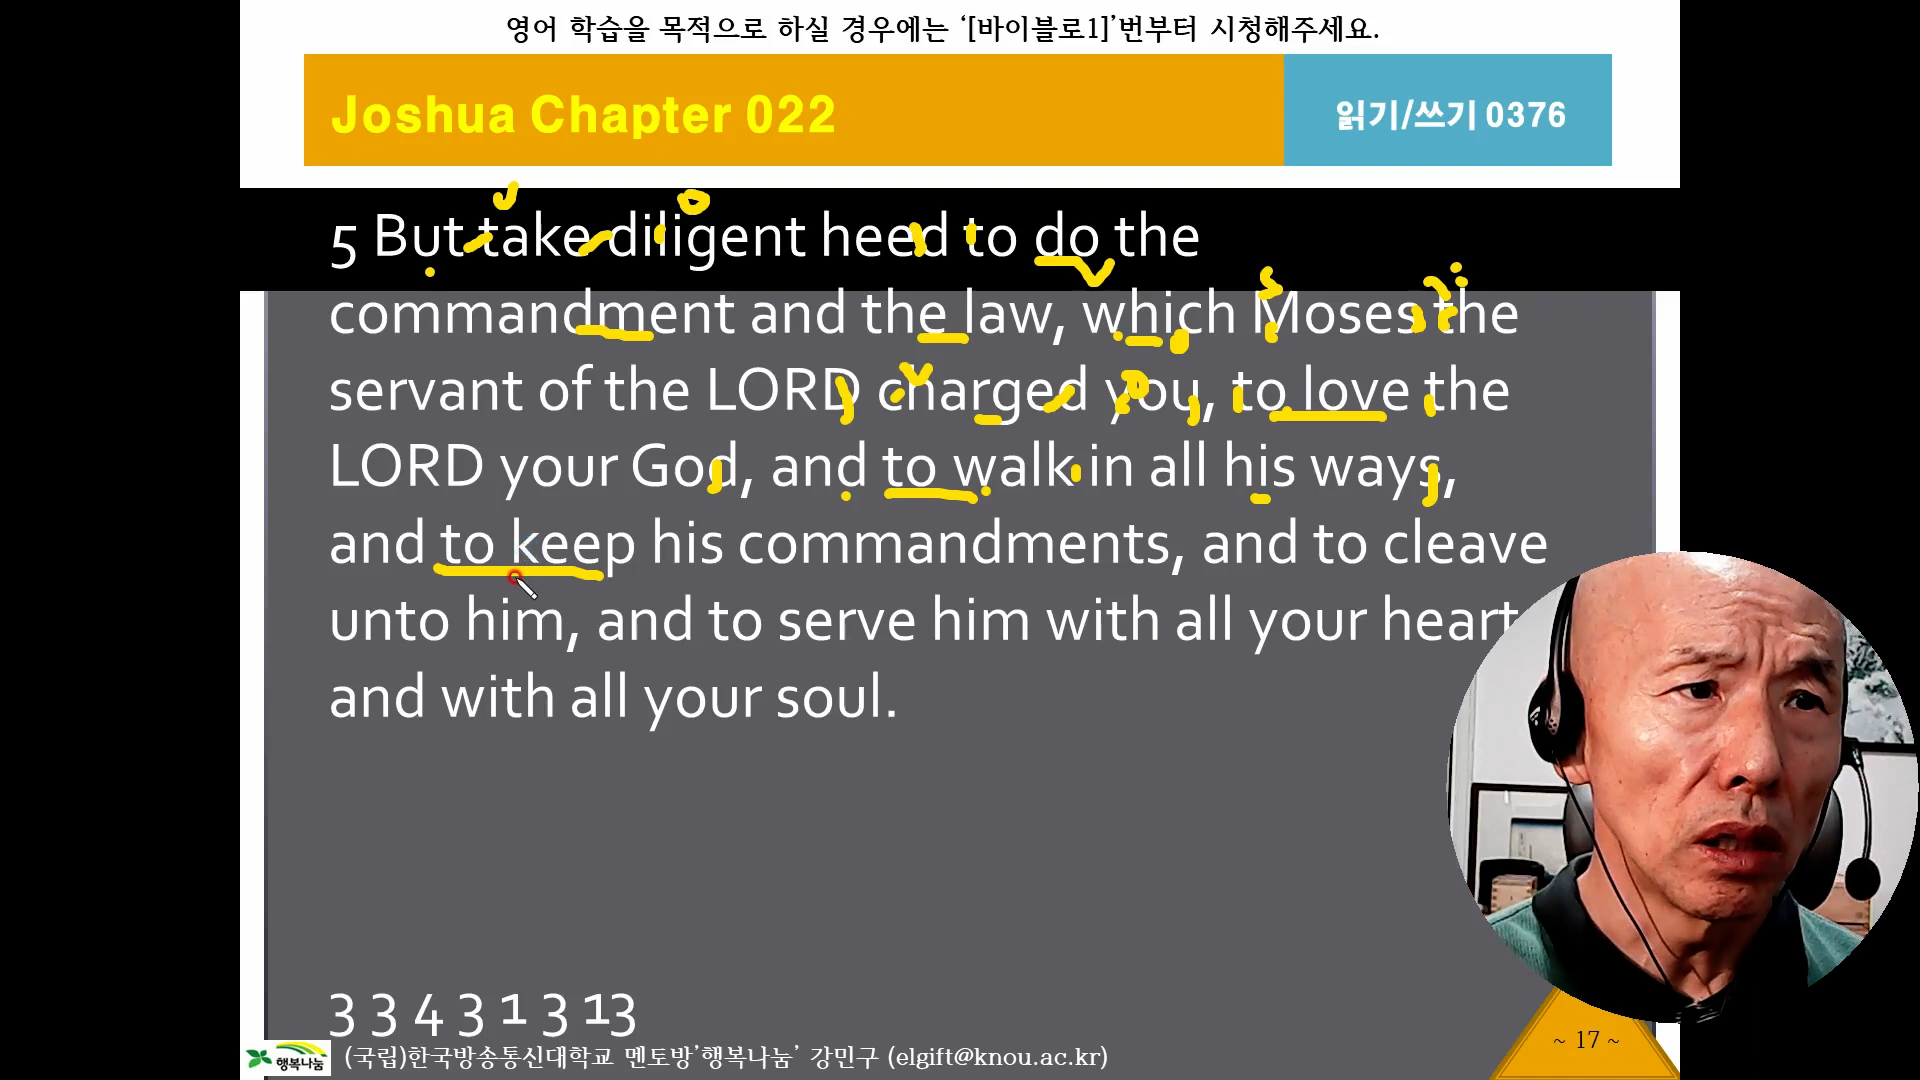 영어 학습을 목적으로 하실 경우에는 ‘[바이블로1]’번부터 시청해주세요.
Joshua Chapter 022
읽기/쓰기 0376
5 But take diligent heed to do the
commandment and the law, which Moses the
servant of the LORD charged you, to love the
LORD your God, and to walk in all his ways,
and to keep his commandments, and to cleave
unto him, and to serve him with all your heart
and with all your soul.
3 3 4 3 1 3 13
행복나눔
(국립)한국방송통신대학교 멘토방’행복나눔’ 강민구 (elgift@knou.ac.kr)
~ 17 ~